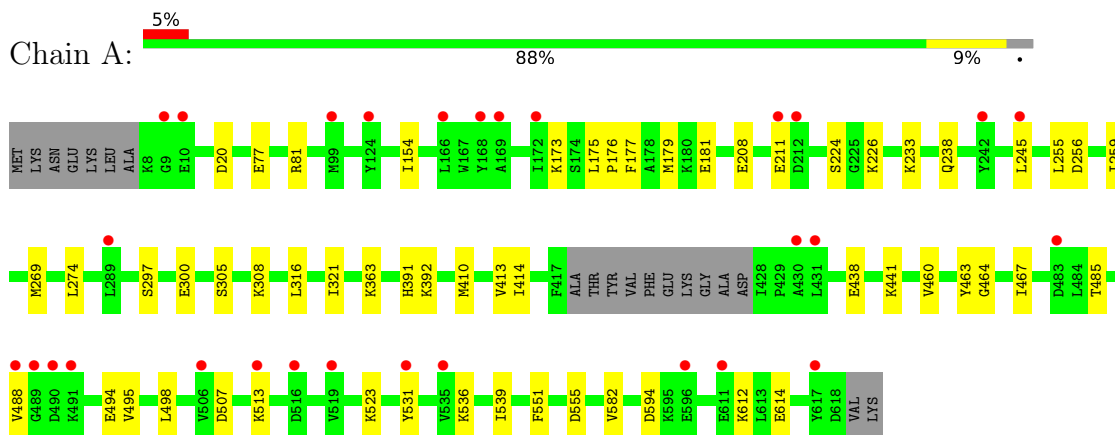 5%
Chain A:
88% 9% •
MET LYS ASN GLU LYS LEU ALA K8 G9 E10 D20 E77 R81 M99 Y124 I154 L166 W167 Y168 A169 I172 K173 S174 L175 P176 F177 A178 M179 K180 E181 E208 E211 D212 S224 G225 K226 K233 Q238 Y242 L245 L255 D256 I259
M269 L274 L289 S297 E300 S305 K308 L316 I321 K363 H391 K392 M410 V413 I414 F417 ALA THR TYR VAL PHE GLU LYS GLY ALA ASP I428 P429 A430 L431 E438 K441 V460 Y463 G464 I467 D483 L484 T485
V488 G489 D490 K491 E494 V495 L498 V506 D507 K513 D516 V519 K523 Y531 V535 K536 I539 F551 D555 V582 D594 K595 E596 E611 K612 L613 E614 Y617 D618 VAL LYS